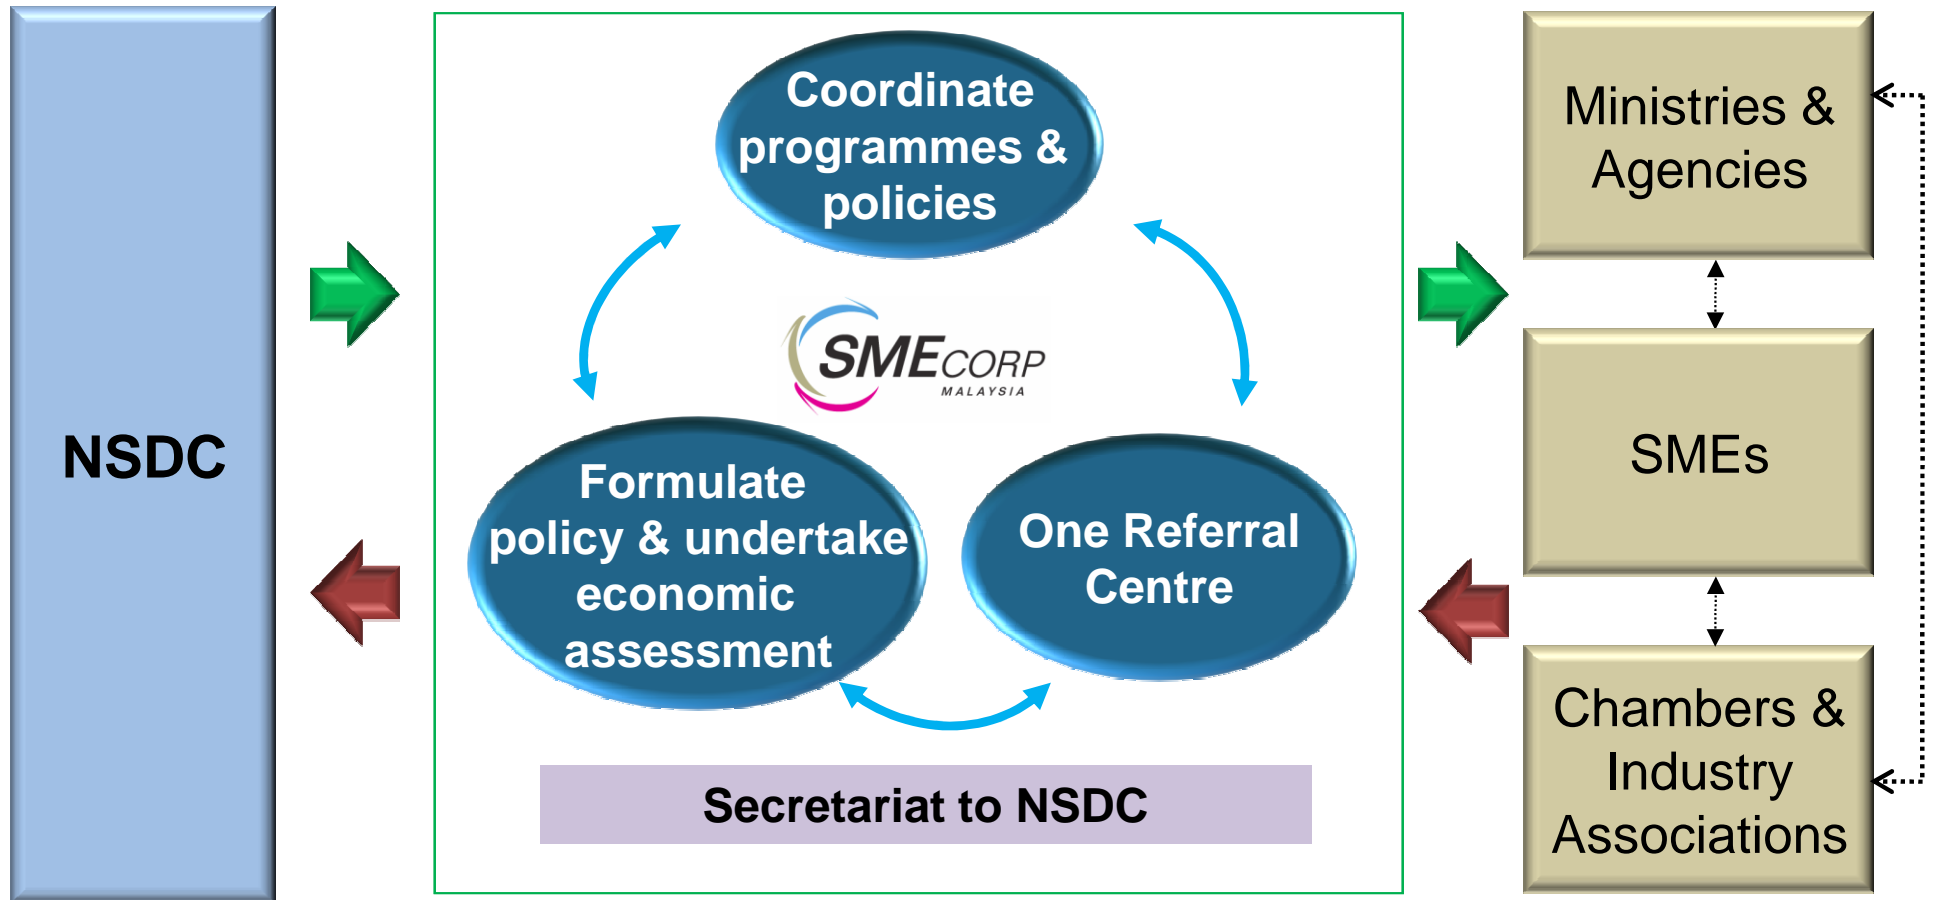 NSDC
Coordinate
programmes &
policies
SMECORP
MALAYSIA
Formulate
policy & undertake
economic
assessment
One Referral
Centre
Secretariat to NSDC
Ministries &
Agencies
SMEs
Chambers &
Industry
Associations